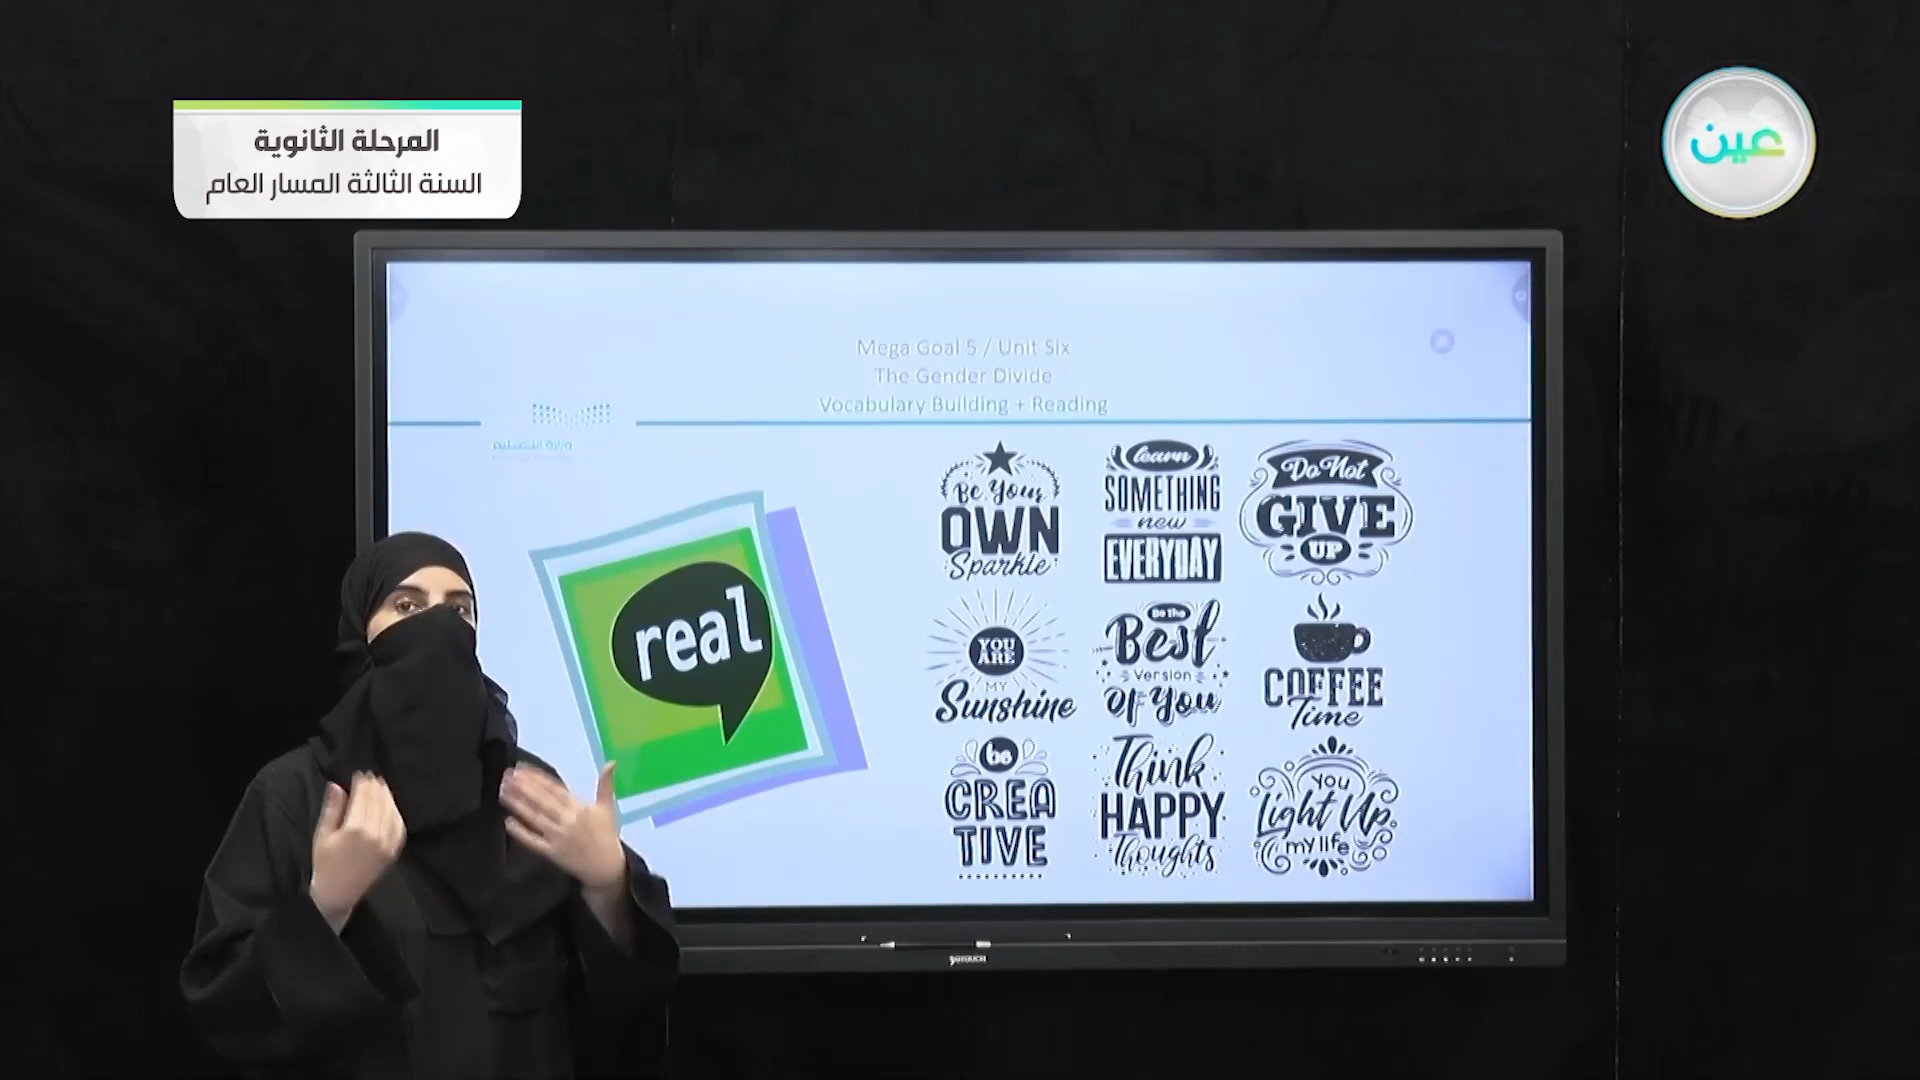 المرحلة الثانوية
السنة الثالثة المسار العام
عين
Mega Goal 5 / Unit Six
The Gender Divide
Vocabulary Building + Reading
وزارة التعليم
real
Be Your
OWN
Sparkle
learn
SOMETHING
new
EVERYDAY
Do Not
GIVE
UP
YOU
ARE
MY
Sunshine
Be the
Best
Version
Of You
COFFEE
Time
be
CREA
TIVE
Think
HAPPY
Thoughts
you
Light Up
my life